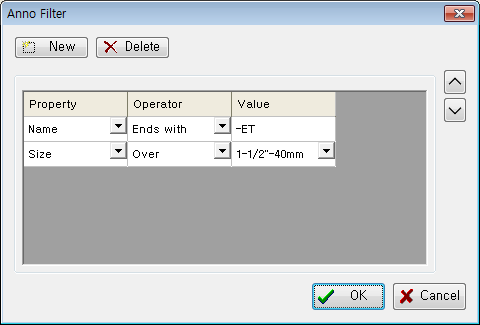 Anno Filter
New Delete
Property Operator Value
Name Ends with -ET
Size Over 1-1/2"-40mm
OK Cancel